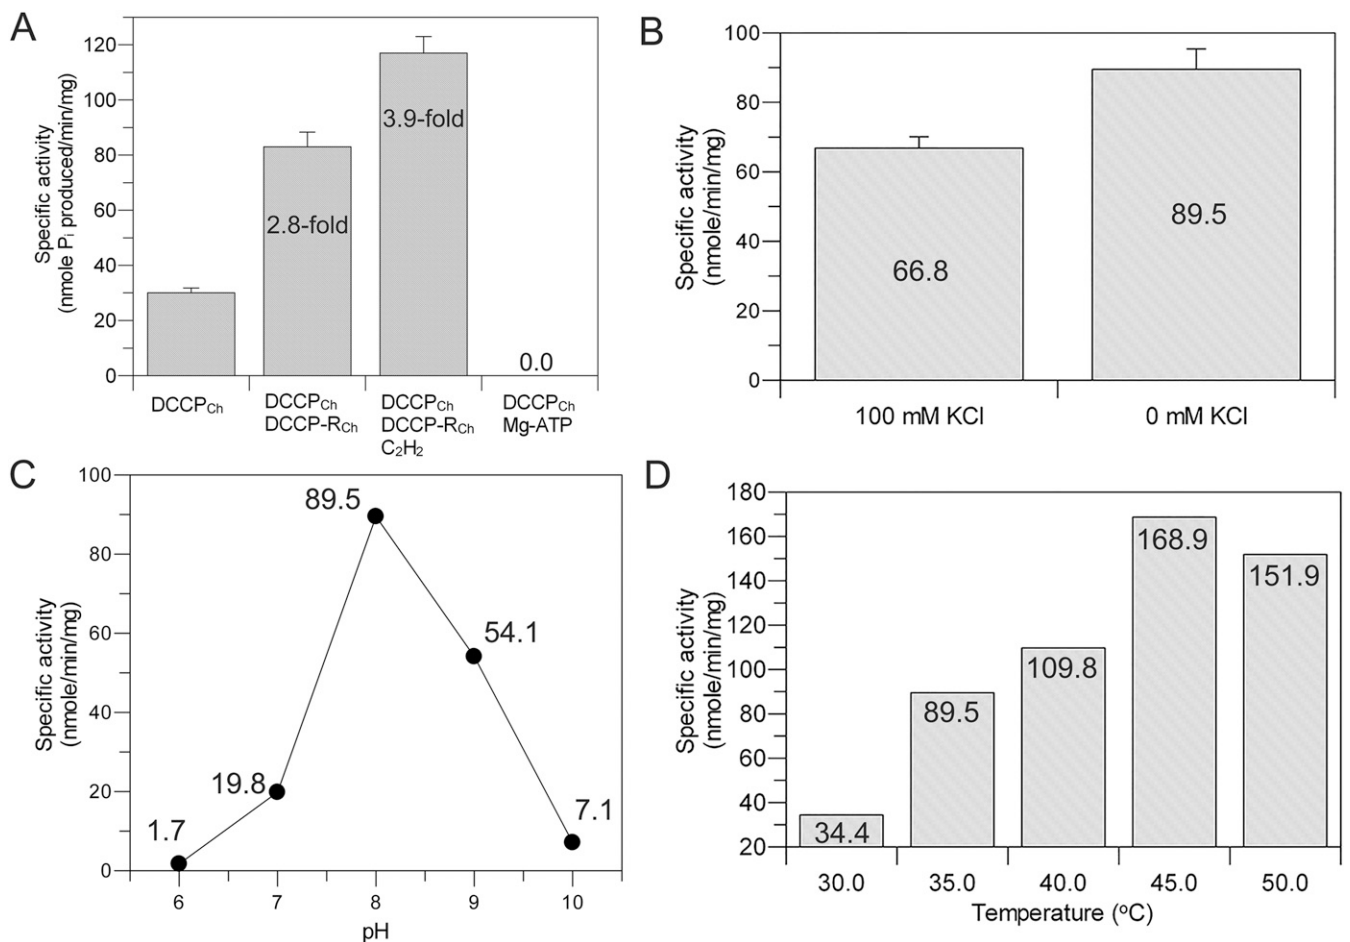 A
Specific activity
(nmole Pi produced/min/mg)
120
100
80
60
40
20
0
2.8-fold
3.9-fold
0.0
DCCPCh
DCCPCh
DCCP-RCh
DCCPCh
DCCP-RCh
C2H2
DCCPCh
Mg-ATP
B
Specific activity
(nmole/min/mg)
100
80
60
40
20
0
66.8
89.5
100 mM KCl
0 mM KCl
C
Specific activity
(nmole/min/mg)
100
80
60
40
20
0
1.7
19.8
89.5
54.1
7.1
6
7
8
9
10
pH
D
Specific activity
(nmole/min/mg)
180
160
140
120
100
80
60
40
20
34.4
89.5
109.8
168.9
151.9
30.0
35.0
40.0
45.0
50.0
Temperature (ºC)